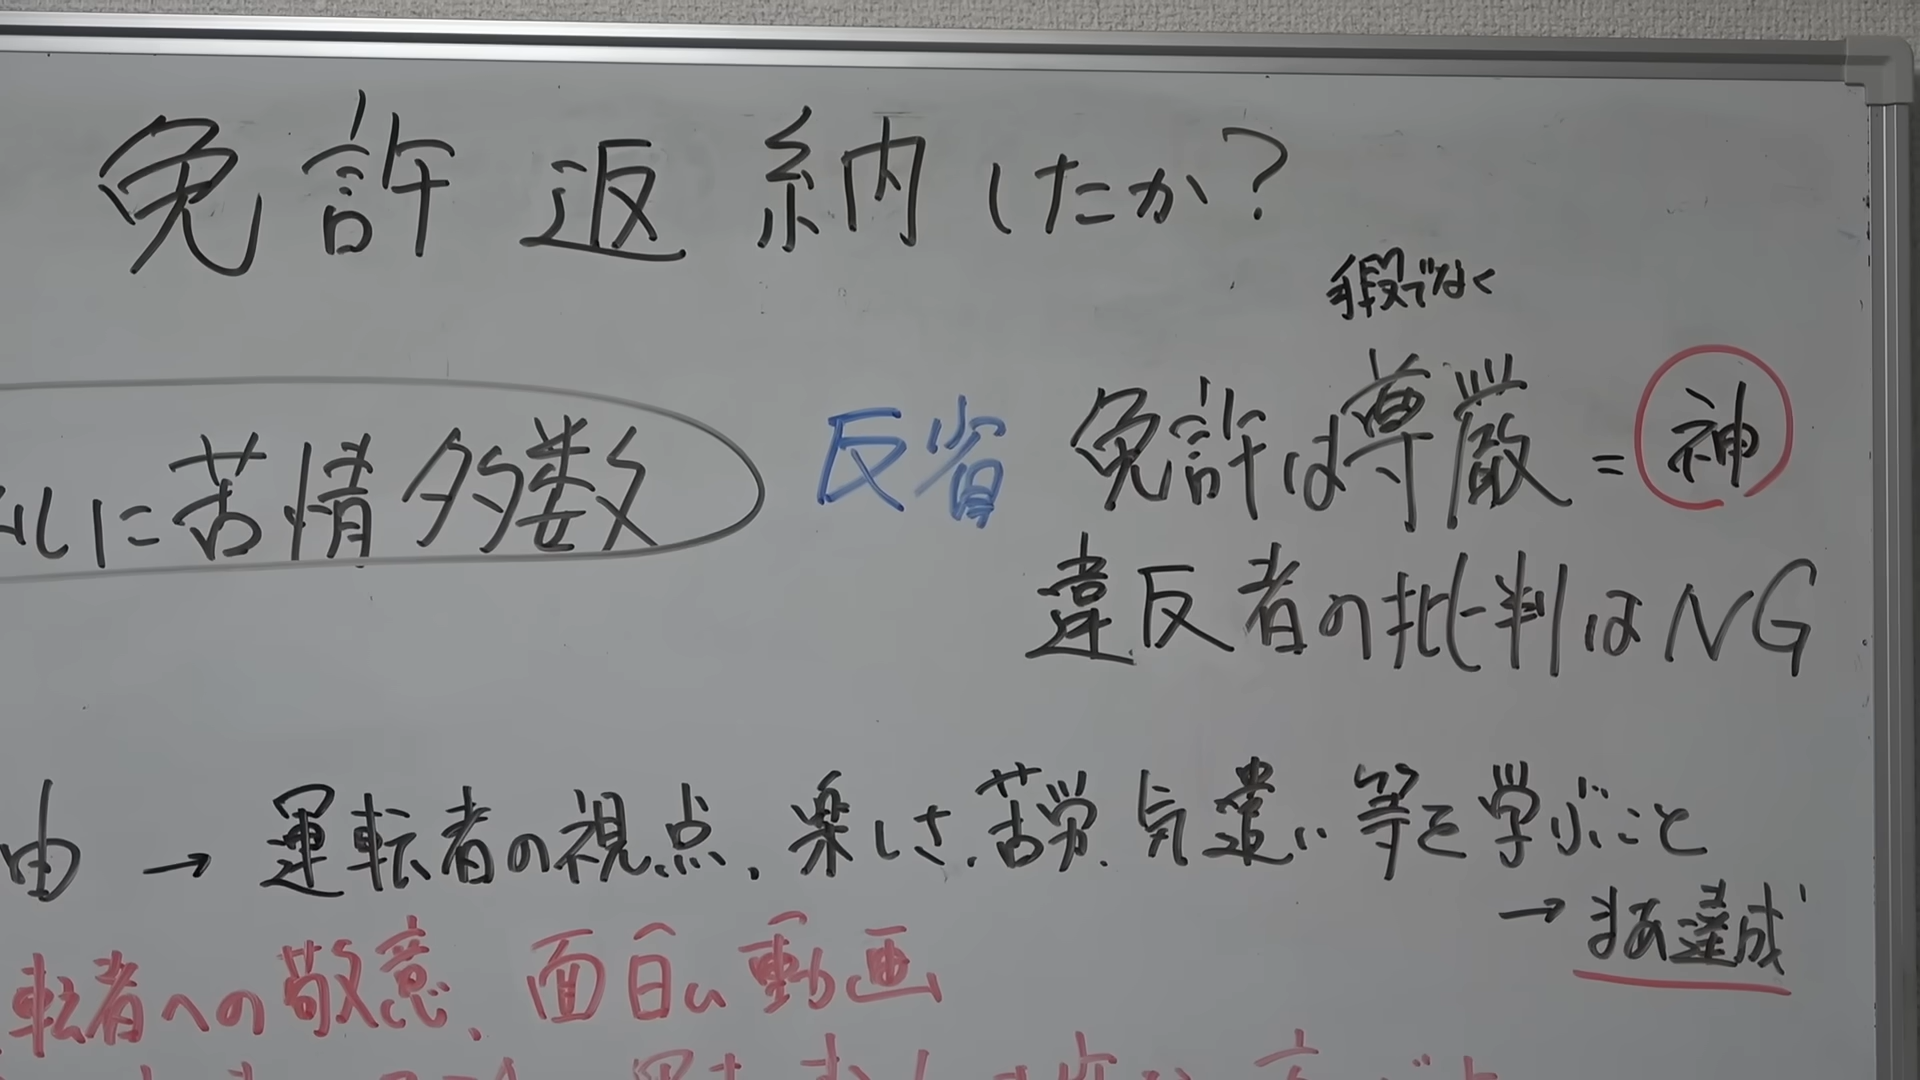 免許返納したか?
手段でなく
に苦情多数
反省 免許は尊厳=神
違反者の批判はNG
由→運転者の視点、楽しさ、苦労、気遣い等を学ぶこと
→まあ達成
転者への敬意、面白い動画